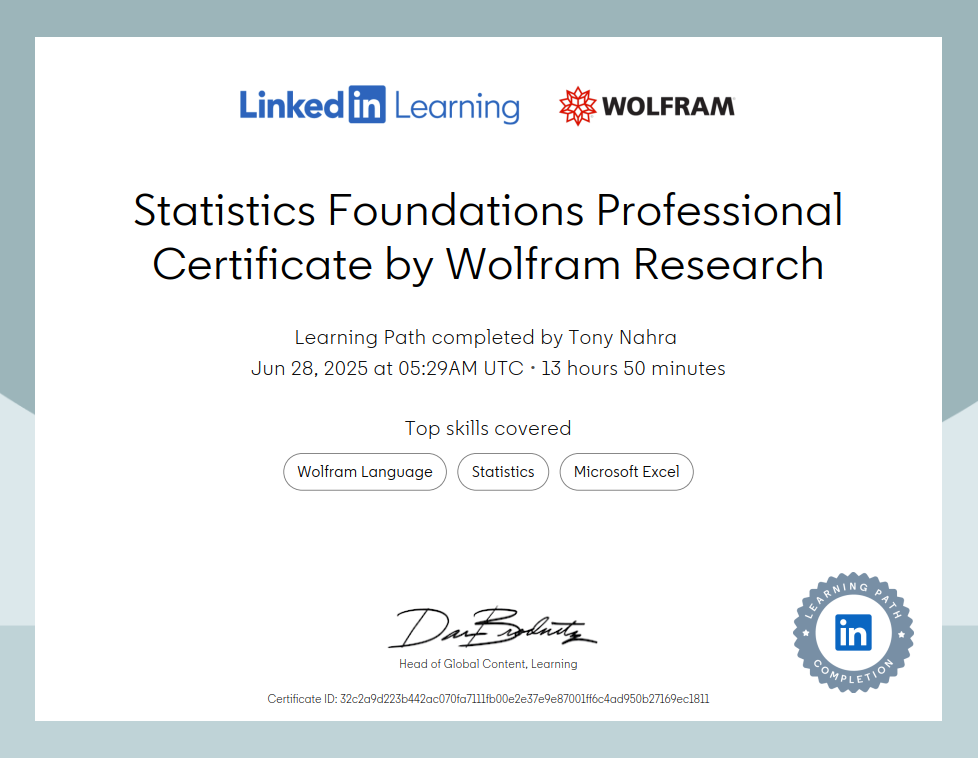 Linked in Learning WOLFRAM
Statistics Foundations Professional
Certificate by Wolfram Research
Learning Path completed by Tony Nahra
Jun 28, 2025 at 05:29AM UTC • 13 hours 50 minutes
Top skills covered
Wolfram Language Statistics Microsoft Excel
Dan Brodnitz
Head of Global Content, Learning
LEARNING PATH
in
COMPLETION
Certificate ID: 32c2a9d223b442ac070fa7111fb00e2e37e9e87001ff6c4ad950b27169ec1811